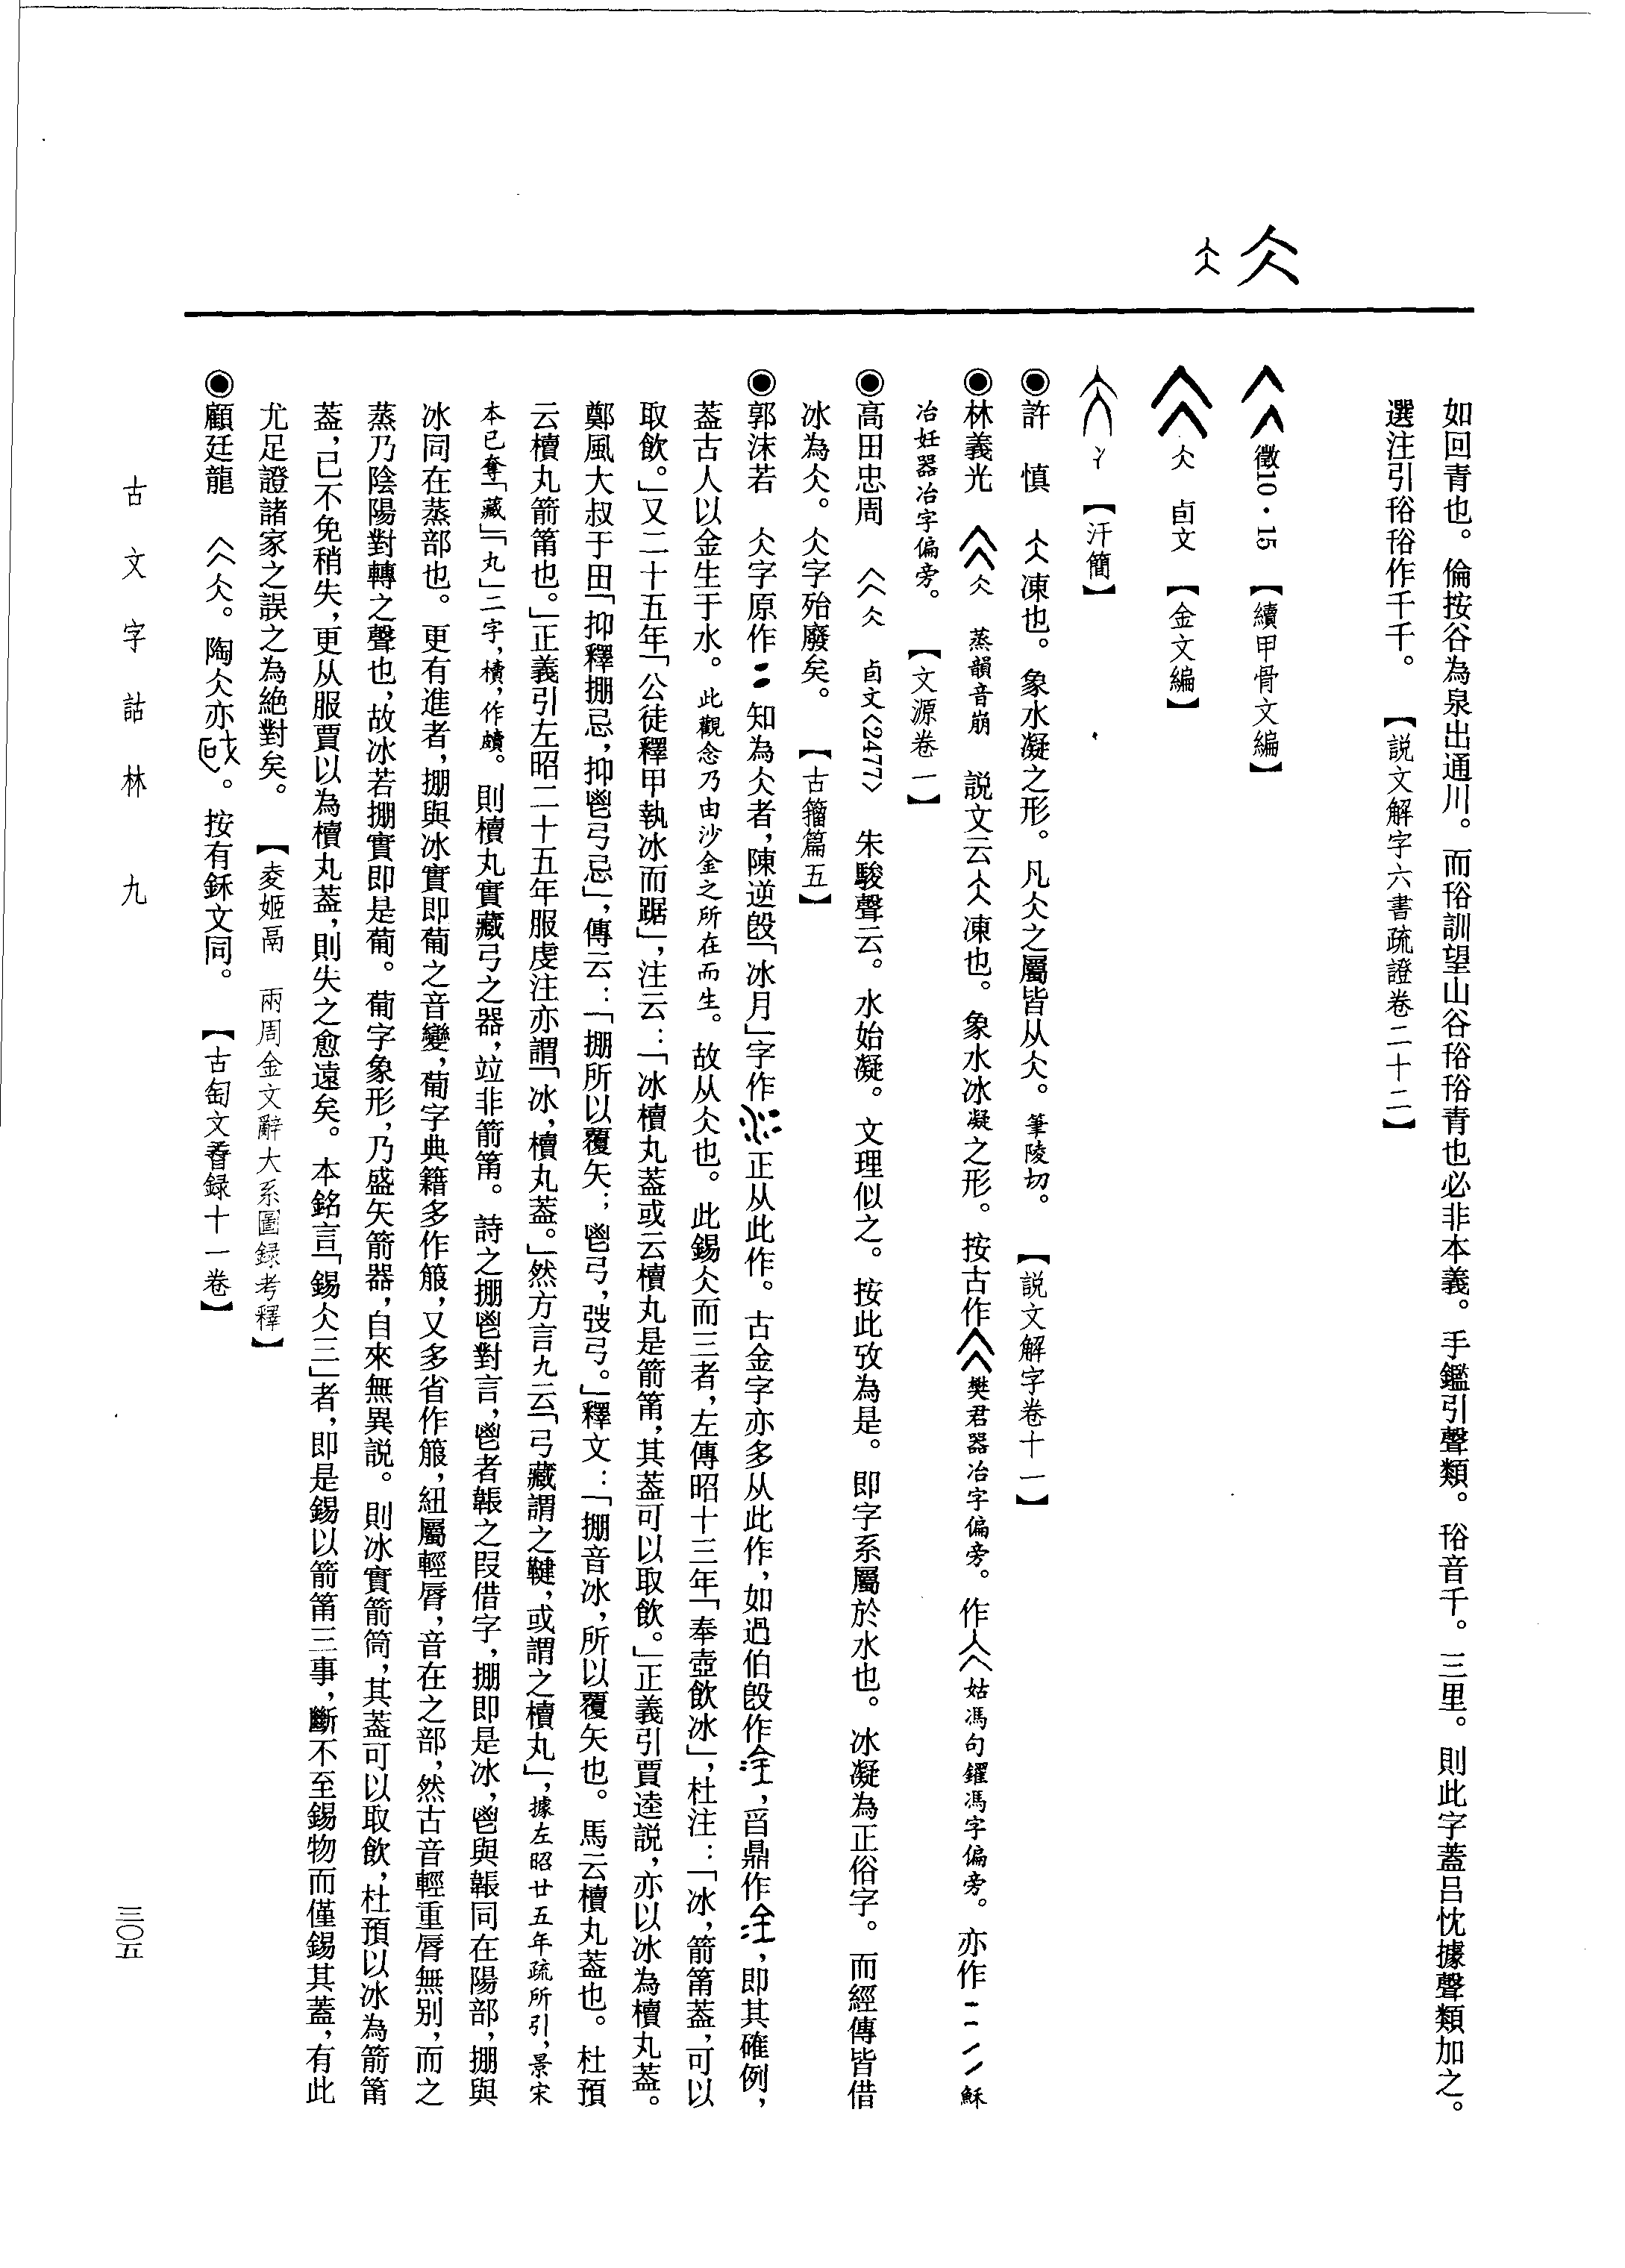 仌
仌
如回青也。倫按谷為泉出通川。而谸訓望山谷谸谸青也必非本義。手鑑引聲類。谸音千。三里。則此字蓋吕忱據聲類加之。
選注引谸谸作千千。　【説文解字六書疏證卷二十二】
徵10・15　【續甲骨文編】
仌　卣文　【金文編】
冫　【汗簡】
◉許　慎　仌凍也。象水凝之形。凡仌之屬皆从仌。筆陵切。　【説文解字卷十一】
◉林義光　仌　蒸韻音崩　説文云仌凍也。象水冰凝之形。按古作樊君器冶字偏旁。作姑馮句鑃馮字偏旁。亦作穌
冶妊器冶字偏旁。　【文源卷一】
◉高田忠周　仌　卣文〈2477〉　朱駿聲云。水始凝。文理似之。按此攷為是。即字系屬於水也。冰凝為正俗字。而經傳皆借
冰為仌。仌字殆廢矣。　【古籀篇五】
◉郭沫若　仌字原作知為仌者，陳逆𣪘「冰月」字作正从此作。古金字亦多从此作，如過伯𣪘作，舀鼎作，即其確例，
葢古人以金生于水。此觀念乃由沙金之所在而生。故从仌也。此錫仌而三者，左傳昭十三年「奉壺飲冰」，杜注：「冰，箭筩葢，可以
取飲。」又二十五年「公徒釋甲執冰而踞」，注云：「冰櫝丸葢或云櫝丸是箭筩，其葢可以取飲。」正義引賈逵説，亦以冰為櫝丸葢。
鄭風大叔于田「抑釋掤忌，抑鬯弓忌」，傳云：「掤所以覆矢；鬯弓，弢弓。」釋文：「掤音冰，所以覆矢也。馬云櫝丸葢也。杜預
云櫝丸箭筩也。」正義引左昭二十五年服虔注亦謂「冰，櫝丸葢。」然方言九云「弓藏謂之鞬，或謂之櫝丸」，據左昭廿五年疏所引，景宋
本已奪「藏」「丸」二字，櫝，作皾。則櫝丸實藏弓之器，竝非箭筩。詩之掤鬯對言，鬯者韔之叚借字，掤即是冰，鬯與韔同在陽部，掤與
冰同在蒸部也。更有進者，掤與冰實即葡之音變，葡字典籍多作箙，又多省作箙，紐屬輕脣，音在之部，然古音輕重脣無别，而之
蒸乃陰陽對轉之聲也，故冰若掤實即是葡。葡字象形，乃盛矢箭器，自來無異説。則冰實箭筒，其葢可以取飲，杜預以冰為箭筩
葢，已不免稍失，更从服賈以為櫝丸葢，則失之愈遠矣。本銘言「錫仌三」者，即是錫以箭筩三事，斷不至錫物而僅錫其葢，有此
尤足證諸家之誤之為絶對矣。　【夌姬鬲　兩周金文辭大系圖録考釋】
◉顧廷龍　仌。陶仌亦。按有鉌文同。　【古匋文孴録十一卷】
古文字詁林　九
三〇五